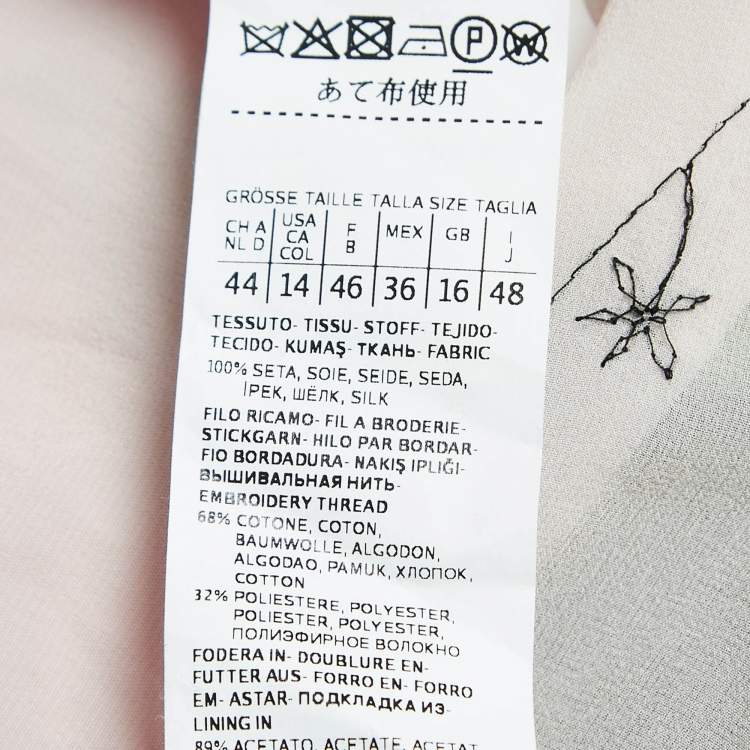 P W
あて布使用
GRÖSSE TAILLE TALLA SIZE TAGLIA
CH A NL D | USA CA COL | F B | MEX | GB | I J
44 | 14 | 46 | 36 | 16 | 48
TESSUTO- TISSU- STOFF- TEJIDO-
TECIDO- KUMAŞ- ТКАНЬ- FABRIC
100% SETA, SOIE, SEIDE, SEDA,
İPEK, ШЁЛК, SILK
FILO RICAMO- FIL A BRODERIE-
STICKGARN- HILO PAR BORDAR-
FIO BORDADURA- NAKIŞ IPLIĞI-
ВЫШИВАЛЬНАЯ НИТЬ-
EMBROIDERY THREAD
68% COTONE, COTON,
BAUMWOLLE, ALGODON,
ALGODAO, PAMUK, ХЛОПОК,
COTTON
32% POLIESTERE, POLYESTER,
POLIESTER, POLYESTER,
ПОЛИЭФИРНОЕ ВОЛОКНО
FODERA IN- DOUBLURE EN-
FUTTER AUS- FORRO EN- FORRO
EM- ASTAR- ПОДКЛАДКА ИЗ-
LINING IN
89% ACETATO, ACETATE, ACETAT